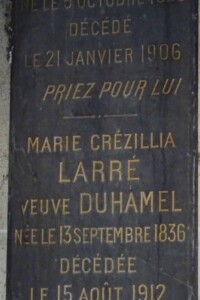 DÉCÉDÉ
LE 21 JANVIER 1906
PRIEZ POUR LUI
MARIE CRÉZILLIA
LARRÉ
VEUVE DUHAMEL
NÉE LE 13 SEPTEMBRE 1836
DÉCÉDÉE
LE 15 AOÛT 1912